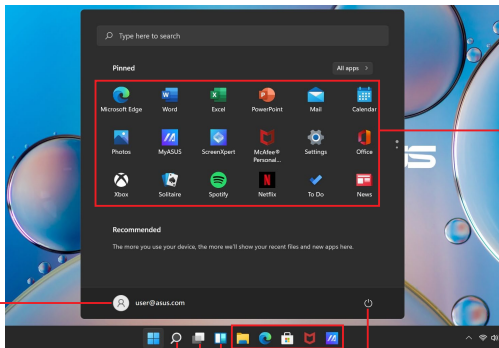 Type here to search
Pinned
All apps >
Microsoft Edge Word Excel PowerPoint Mail Calendar
Photos MyASUS ScreenXpert McAfee® Settings Office
Personal...
Xbox Solitaire Spotify Netflix To Do News
Recommended
The more you use your device, the more we'll show your recent files and new apps here.
user@asus.com